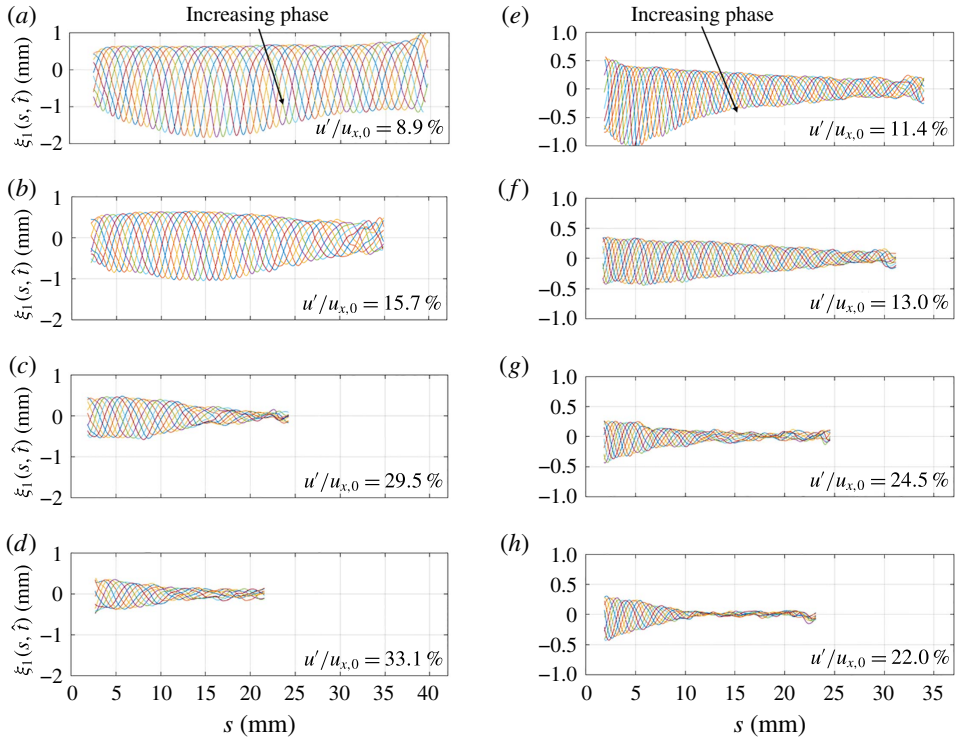 Increasing phase
(a)
1
0
−1
−2
ξ₁(s, t̂) (mm)
u′/uₓ,₀ = 8.9 %
(b)
1
0
−1
−2
ξ₁(s, t̂) (mm)
u′/uₓ,₀ = 15.7 %
(c)
1
0
−1
−2
ξ₁(s, t̂) (mm)
u′/uₓ,₀ = 29.5 %
(d)
1
0
−1
−2
ξ₁(s, t̂) (mm)
u′/uₓ,₀ = 33.1 %
0 5 10 15 20 25 30 35 40
s (mm)
Increasing phase
(e)
1.0
0.5
0
−0.5
−1.0
u′/uₓ,₀ = 11.4 %
(f)
1.0
0.5
0
−0.5
−1.0
u′/uₓ,₀ = 13.0 %
(g)
1.0
0.5
0
−0.5
−1.0
u′/uₓ,₀ = 24.5 %
(h)
1.0
0.5
0
−0.5
−1.0
u′/uₓ,₀ = 22.0 %
0 5 10 15 20 25 30 35
s (mm)